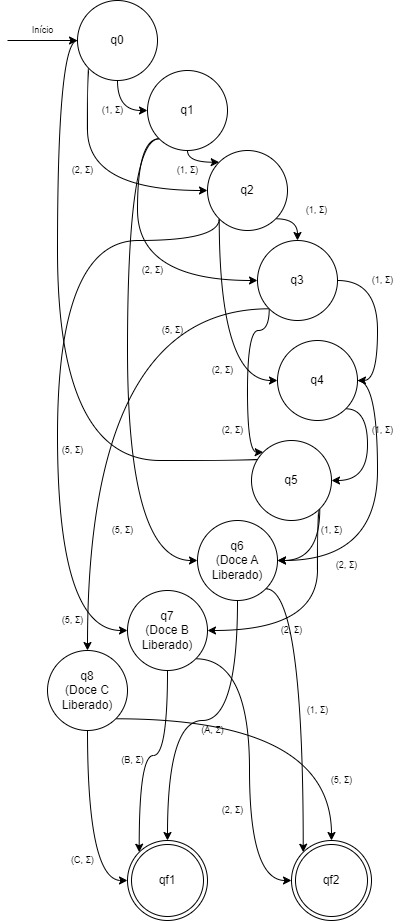 Início
q0
(1, Σ)
q1
(2, Σ)
(1, Σ)
q2
(1, Σ)
(2, Σ)
q3
(1, Σ)
(5, Σ)
(2, Σ)
q4
(2, Σ)
(1, Σ)
(5, Σ)
q5
(5, Σ)
(1, Σ)
q6
(Doce A
Liberado)
(2, Σ)
q7
(Doce B
Liberado)
(5, Σ)
(2, Σ)
q8
(Doce C
Liberado)
(1, Σ)
(A, Σ)
(B, Σ)
(5, Σ)
(2, Σ)
(C, Σ)
qf1
qf2